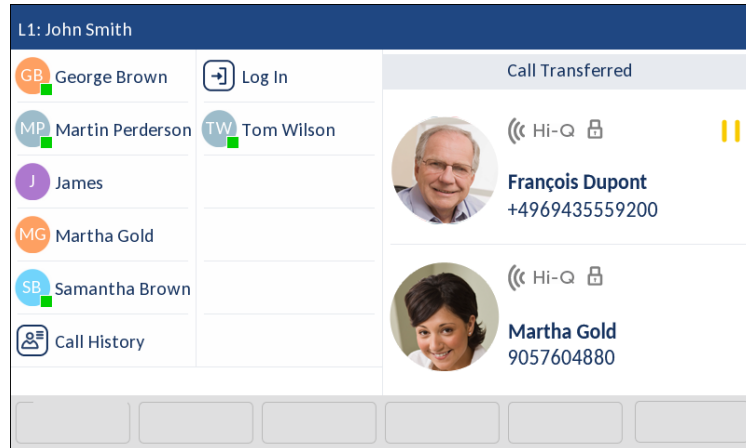 L1: John Smith
GB George Brown
MP Martin Perderson
J James
MG Martha Gold
SB Samantha Brown
Call History
Log In
TW Tom Wilson
Call Transferred
Hi-Q
François Dupont
+4969435559200
Hi-Q
Martha Gold
9057604880